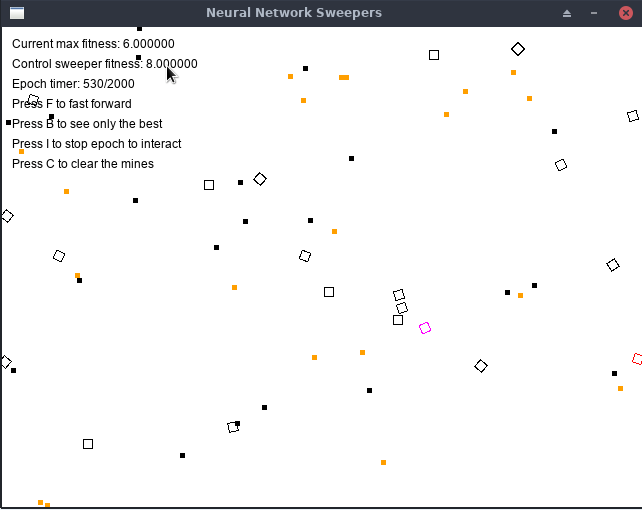 Neural Network Sweepers
Current max fitness: 6.000000
Control sweeper fitness: 8.000000
Epoch timer: 530/2000
Press F to fast forward
Press B to see only the best
Press I to stop epoch to interact
Press C to clear the mines